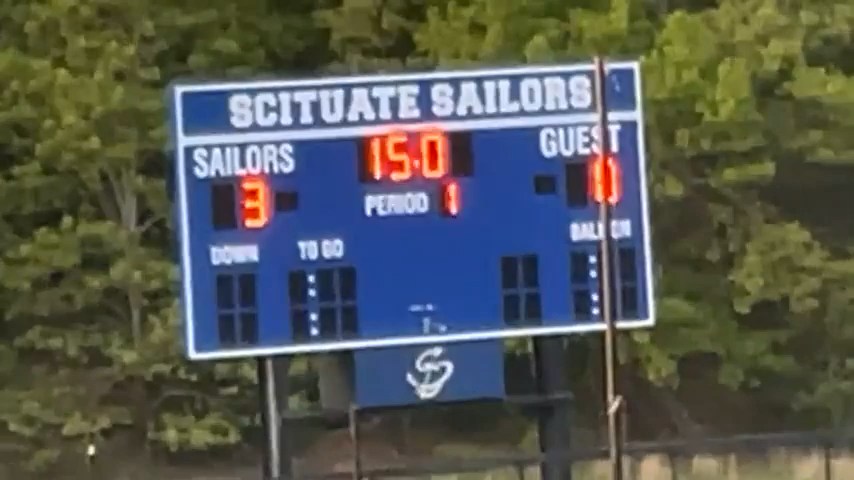 SCITUATE SAILORS
SAILORS 15.0 GUEST
3 PERIOD 1 0
DOWN TO GO BALL ON